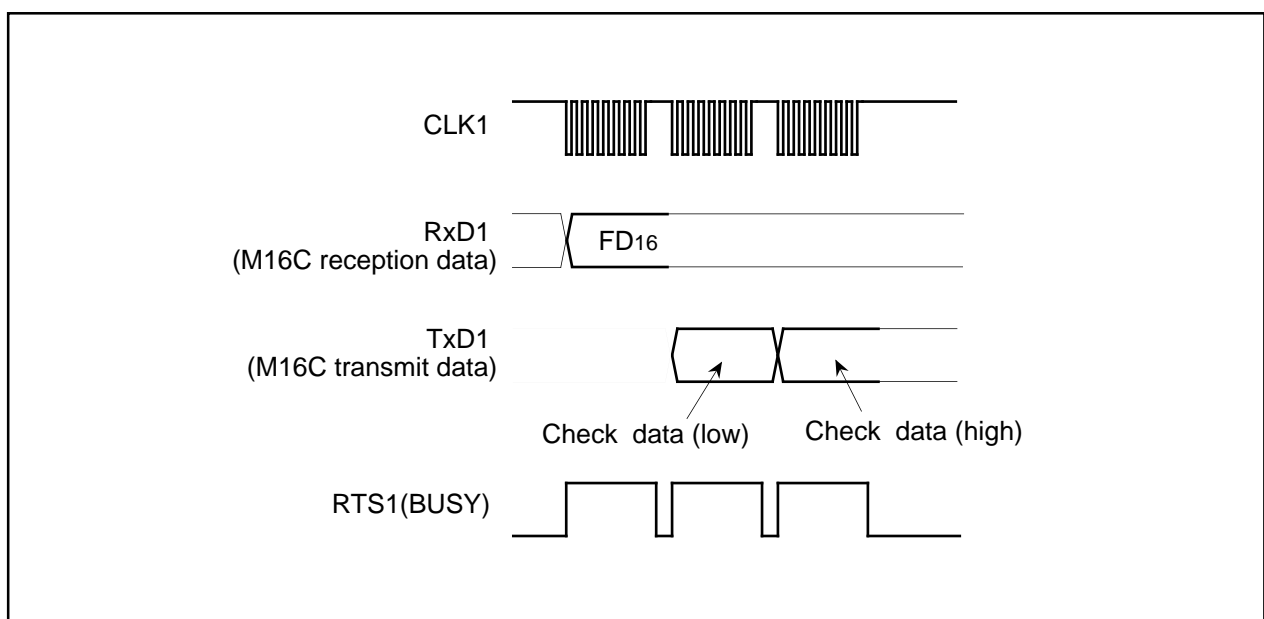 CLK1
RxD1
(M16C reception data)
FD16
TxD1
(M16C transmit data)
Check data (low)
Check data (high)
RTS1(BUSY)